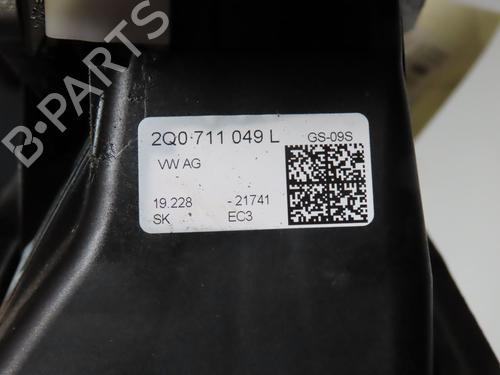 B-PARTS
2Q0 711 049 L GS-09S
VW AG
19.228 - 21741
SK EC3